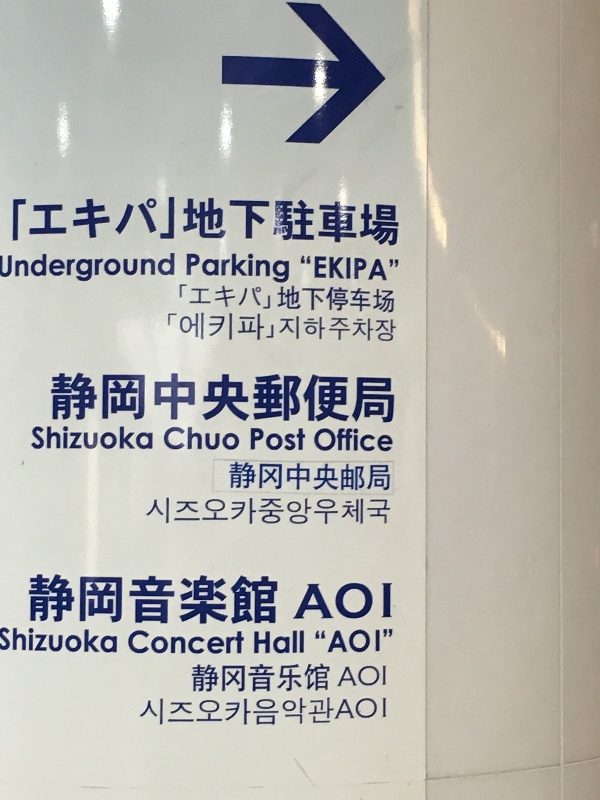 「エキパ」地下駐車場
Underground Parking “EKIPA”
「エキパ」地下停车场
「에키파」지하주차장
静岡中央郵便局
Shizuoka Chuo Post Office
静冈中央邮局
시즈오카중앙우체국
静岡音楽館 AOI
Shizuoka Concert Hall “AOI”
静冈音乐馆 AOI
시즈오카음악관AOI